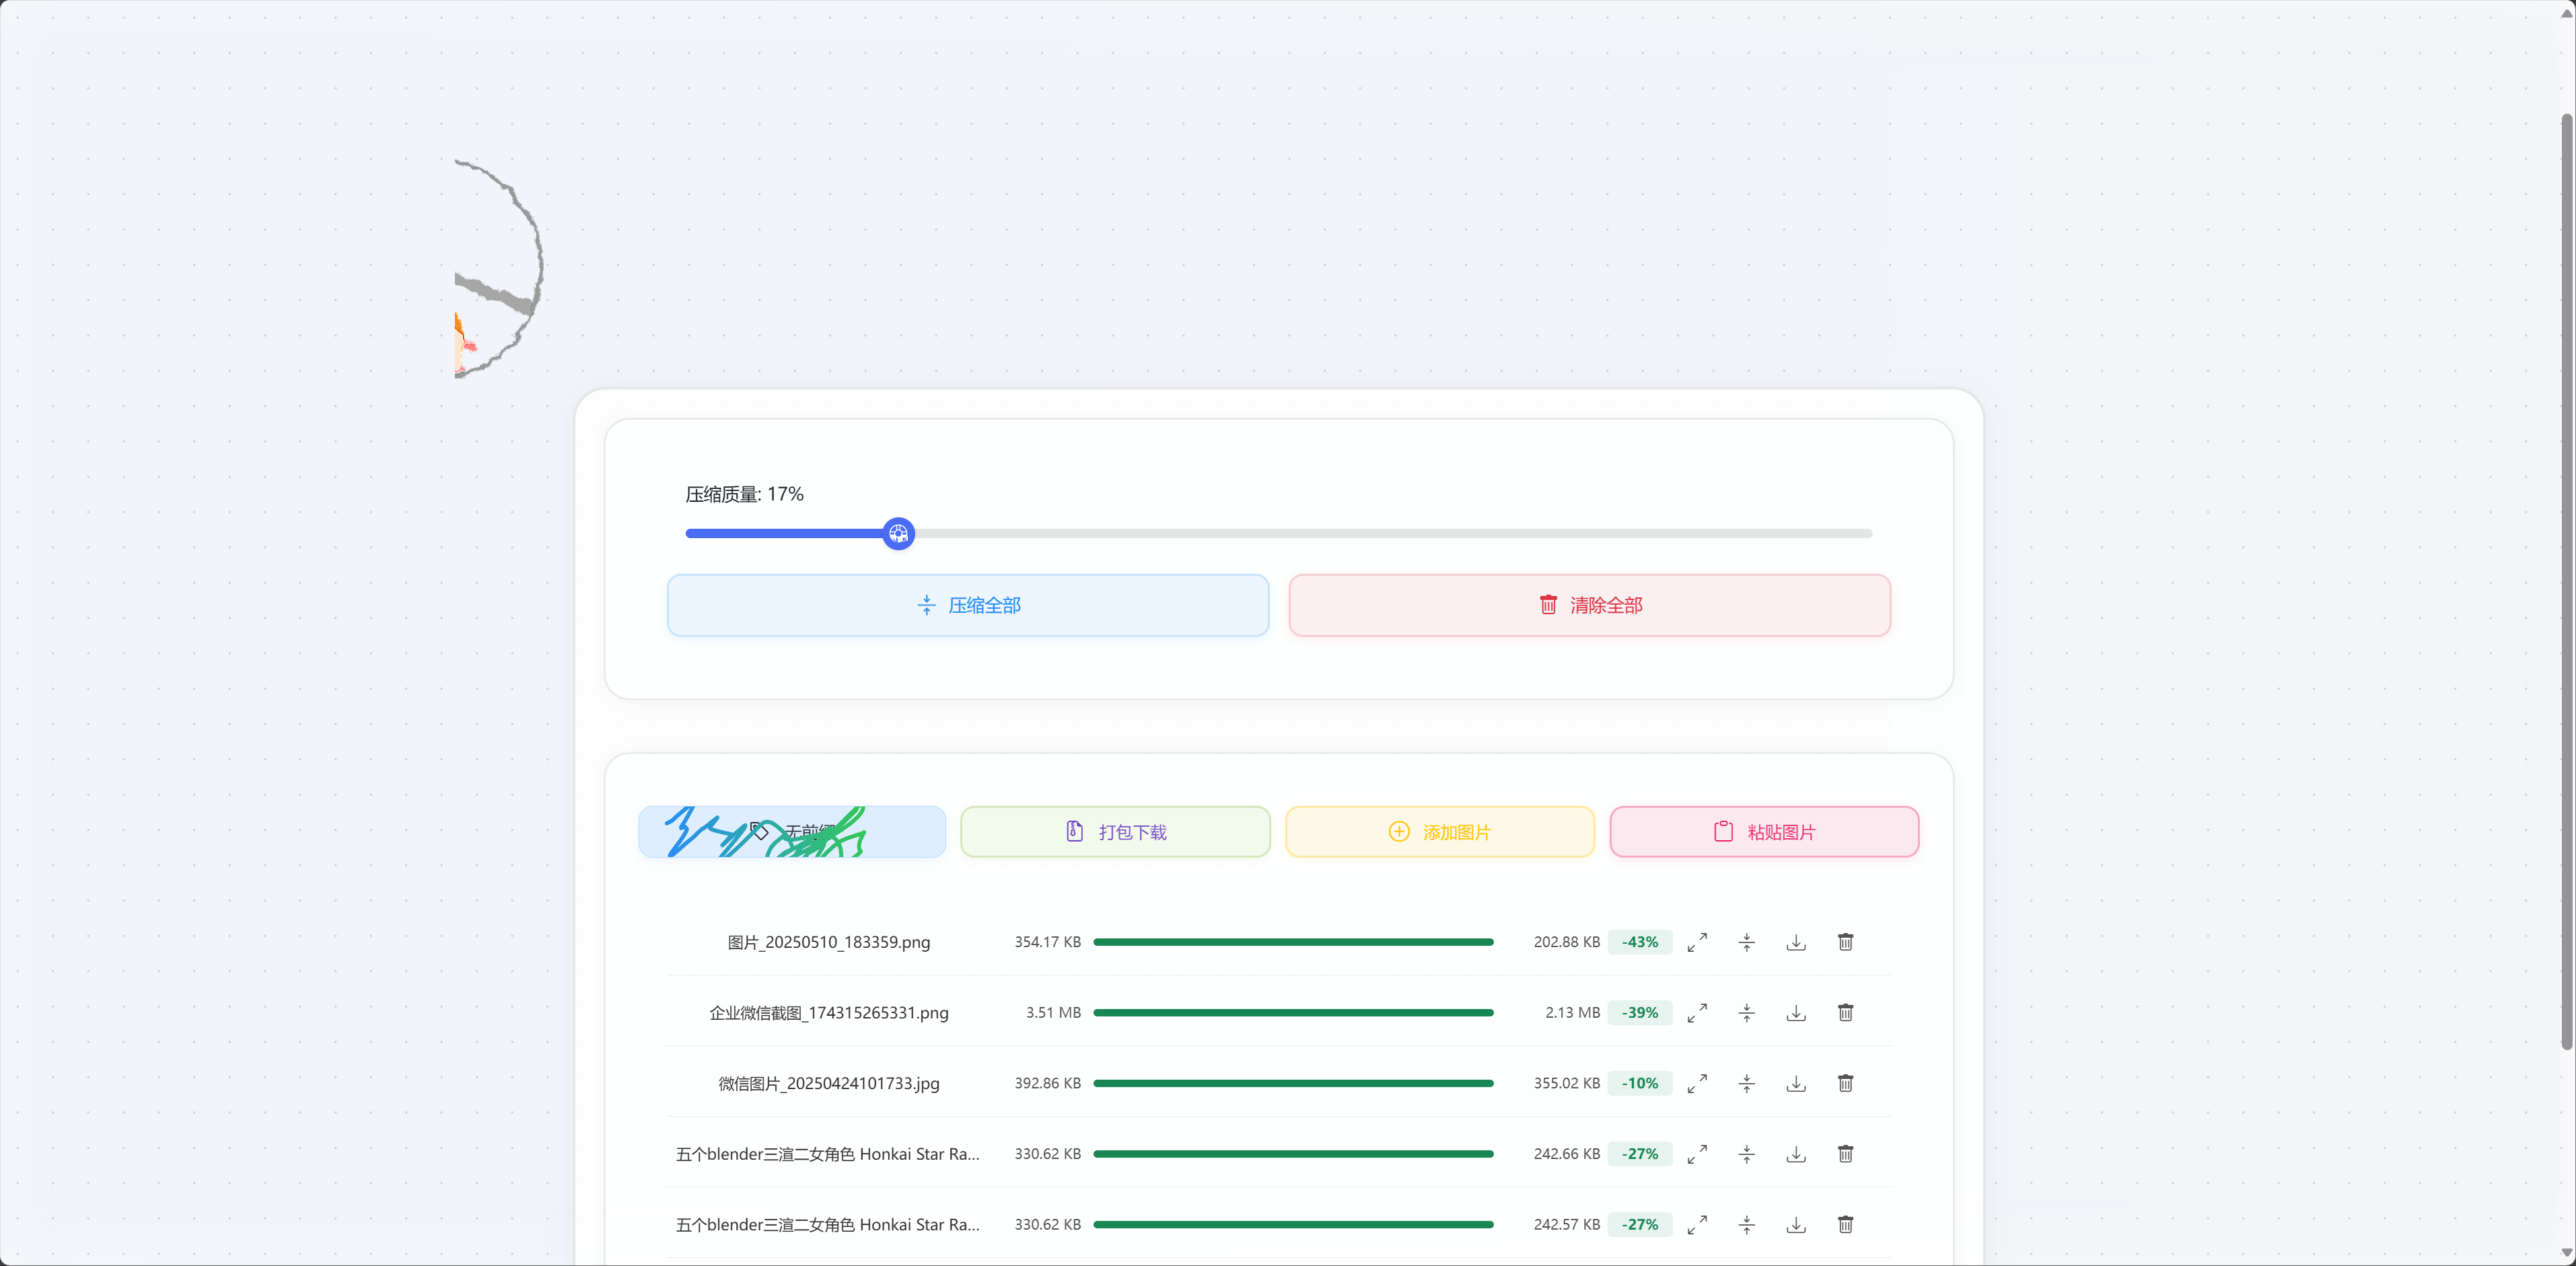 压缩质量: 17%
压缩全部
清除全部
无前缀
打包下载
添加图片
粘贴图片
图片_20250510_183359.png 354.17 KB 202.88 KB -43%
企业微信截图_174315265331.png 3.51 MB 2.13 MB -39%
微信图片_20250424101733.jpg 392.86 KB 355.02 KB -10%
五个blender三渲二女角色 Honkai Star Ra... 330.62 KB 242.66 KB -27%
五个blender三渲二女角色 Honkai Star Ra... 330.62 KB 242.57 KB -27%